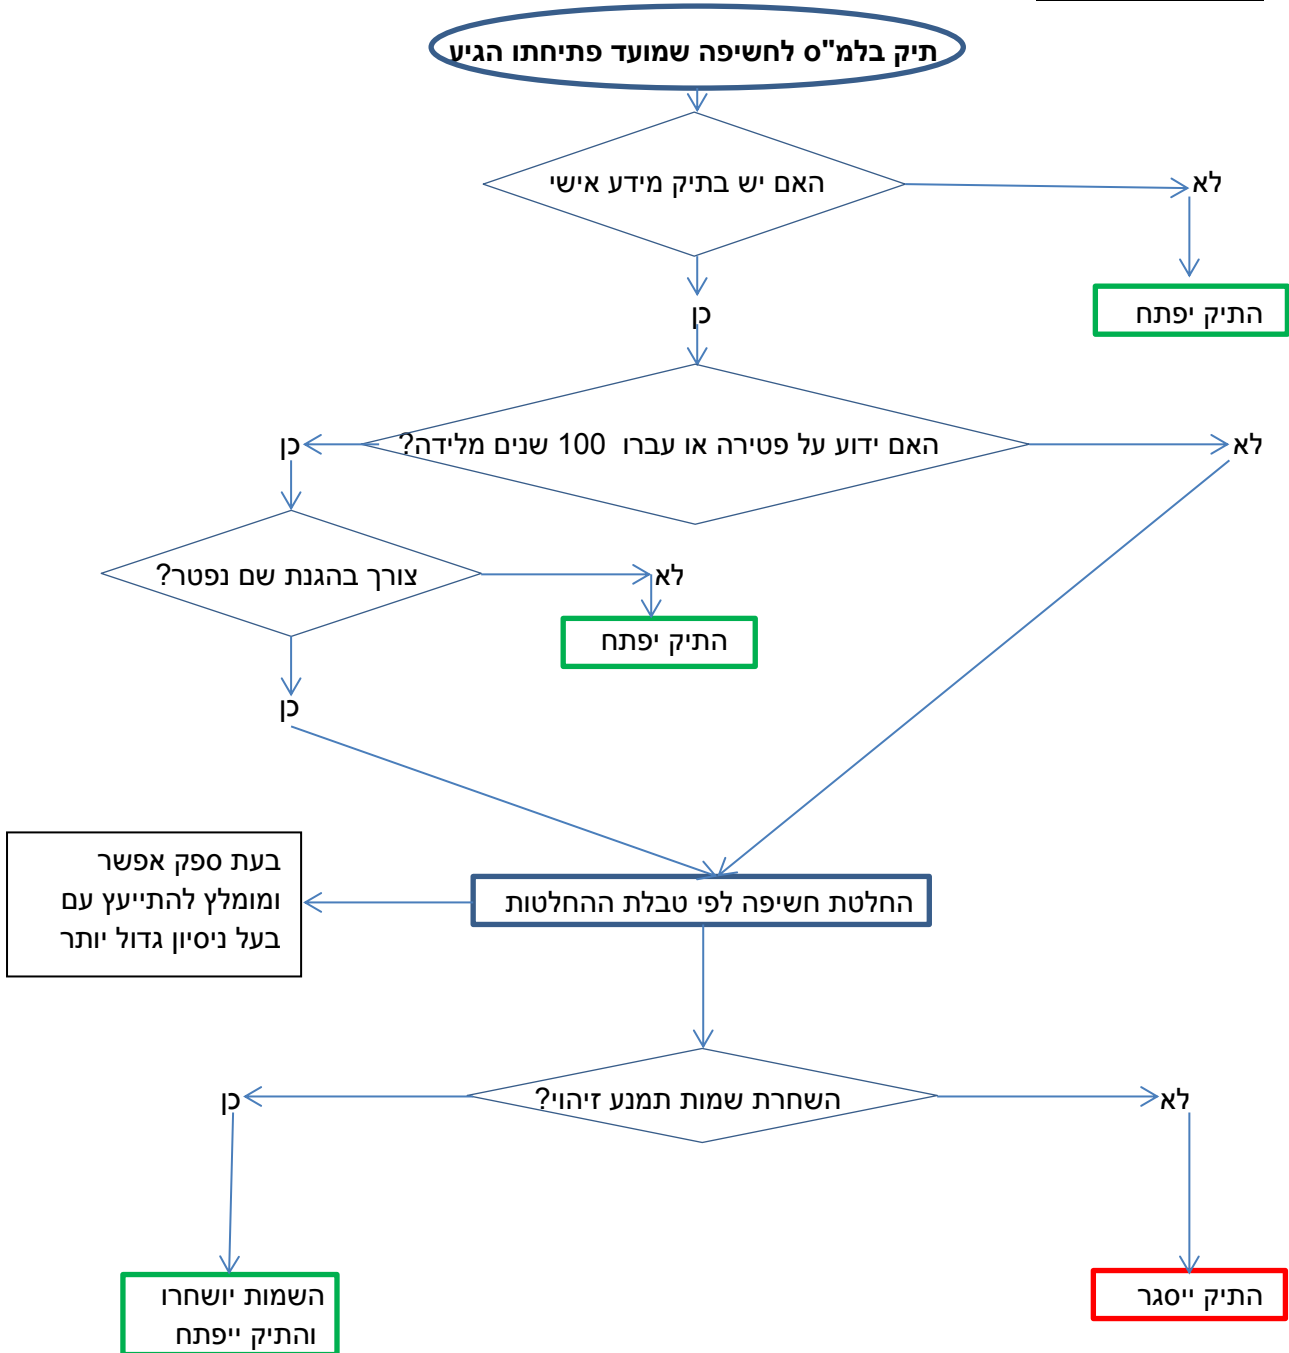 תיק בלמ"ס לחשיפה שמועד פתיחתו הגיע
האם יש בתיק מידע אישי
לא
התיק יפתח
כן
האם ידוע על פטירה או עברו 100 שנים מלידה?
כן
לא
צורך בהגנת שם נפטר?
לא
התיק יפתח
כן
החלטת חשיפה לפי טבלת ההחלטות
בעת ספק אפשר
ומומלץ להתייעץ עם
בעל ניסיון גדול יותר
השחרת שמות תמנע זיהוי?
לא
כן
התיק ייסגר
השמות יושחרו
והתיק ייפתח